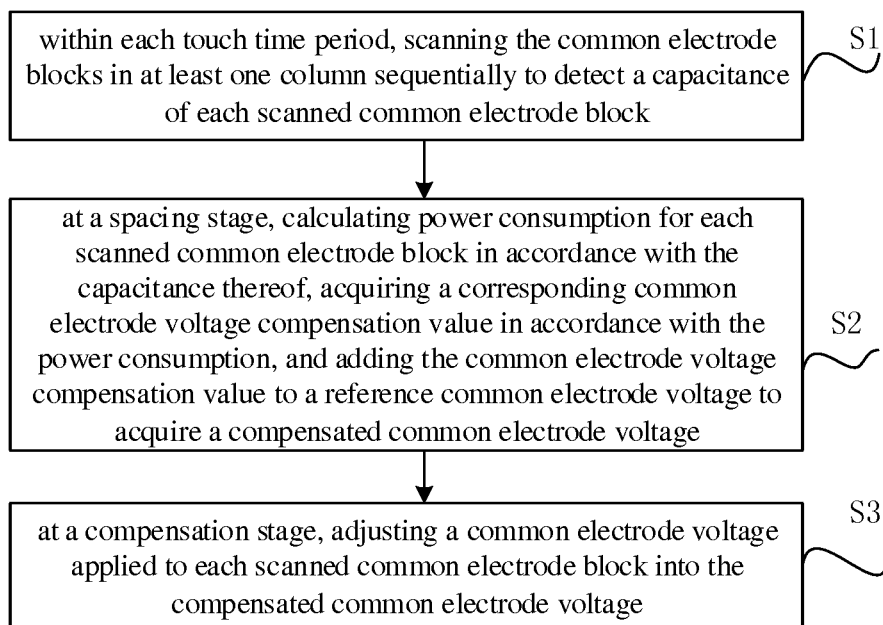 within each touch time period, scanning the common electrode
blocks in at least one column sequentially to detect a capacitance
of each scanned common electrode block
S1
at a spacing stage, calculating power consumption for each
scanned common electrode block in accordance with the
capacitance thereof, acquiring a corresponding common
electrode voltage compensation value in accordance with the
power consumption, and adding the common electrode voltage
compensation value to a reference common electrode voltage to
acquire a compensated common electrode voltage
S2
at a compensation stage, adjusting a common electrode voltage
applied to each scanned common electrode block into the
compensated common electrode voltage
S3